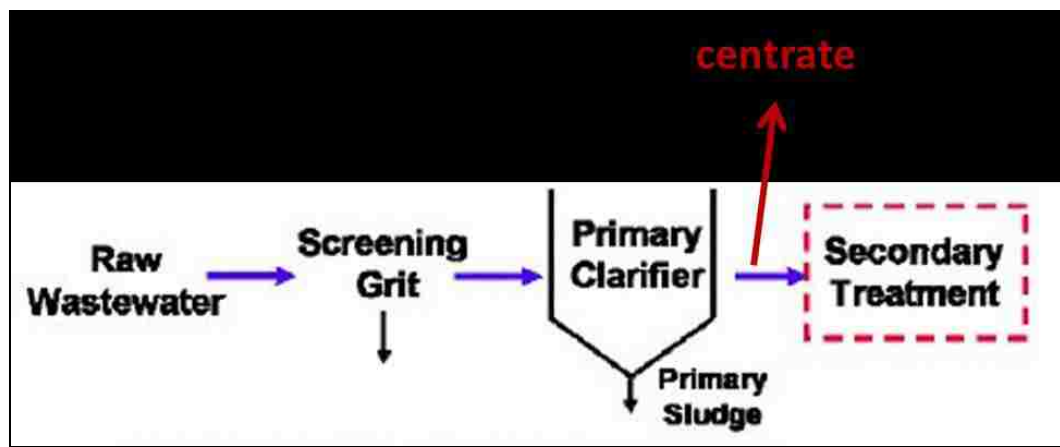 centrate
Raw
Wastewater
Screening
Grit
Primary
Clarifier
Secondary
Treatment
Primary
Sludge